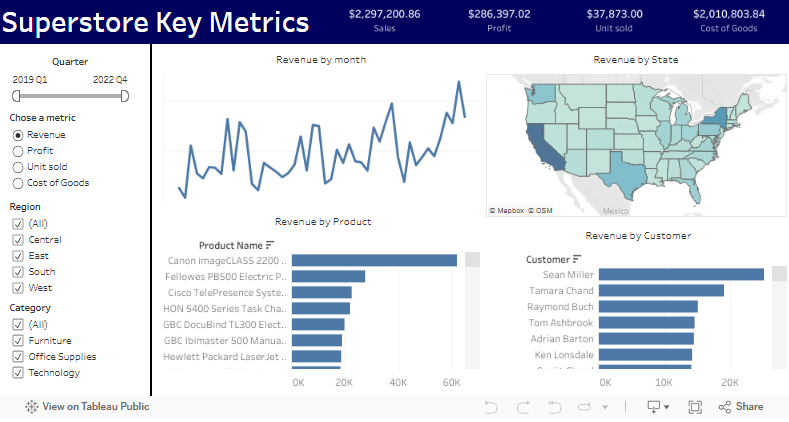 Superstore Key Metrics
$2,297,200.86
Sales
$286,397.02
Profit
$37,873.00
Unit sold
$2,010,803.84
Cost of Goods
Quarter
2019 Q1
2022 Q4
Chose a metric
Revenue
Profit
Unit sold
Cost of Goods
Region
(All)
Central
East
South
West
Category
(All)
Furniture
Office Supplies
Technology
Revenue by month
Revenue by State
© Mapbox © OSM
Mexico
Revenue by Product
Product Name
Canon imageCLASS 2200 ..
Fellowes PB500 Electric P..
Cisco TelePresence Syste..
HON 5400 Series Task Cha..
GBC DocuBind TL300 Elect..
GBC Ibimaster 500 Manua..
Hewlett Packard LaserJet ..
0K 20K 40K 60K
Revenue by Customer
Customer
Sean Miller
Tamara Chand
Raymond Buch
Tom Ashbrook
Adrian Barton
Ken Lonsdale
0K 10K 20K
View on Tableau Public
Share